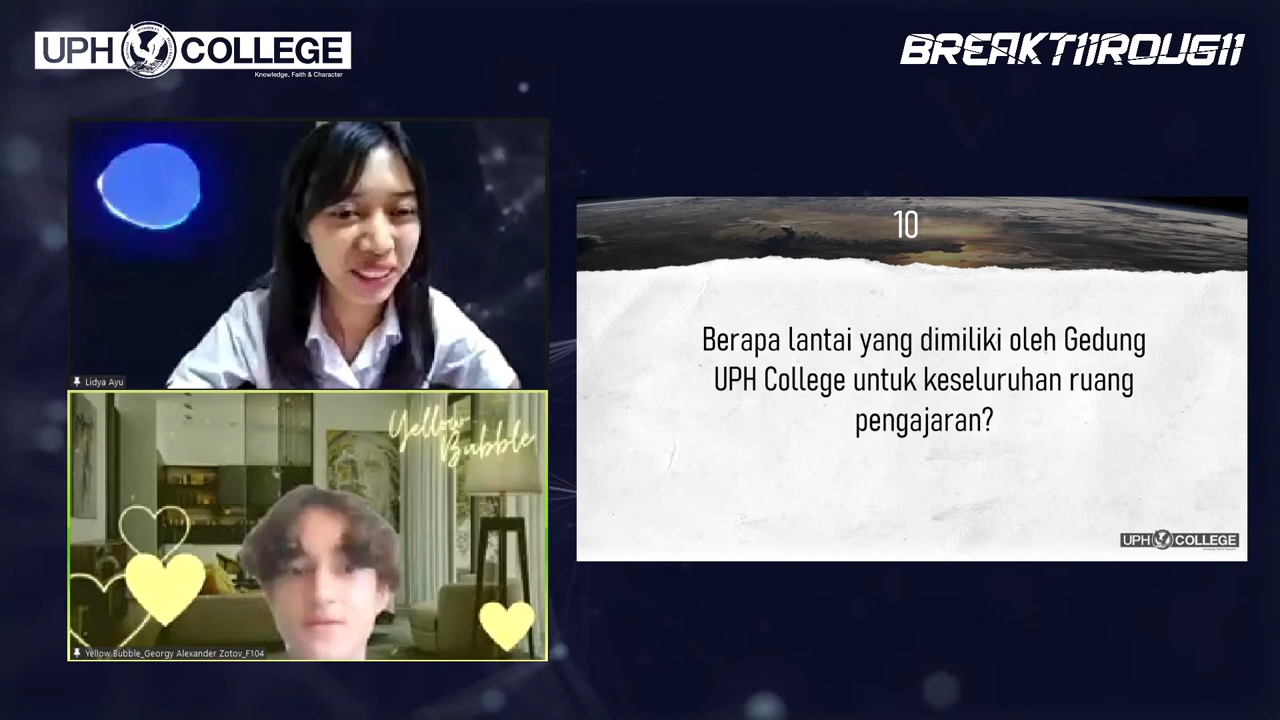 UPH COLLEGE
Knowledge, Faith & Character
BREAKT11ROUG11
Lidya Ayu
Yellow
Bubble
Yellow Bubble_Georgy Alexander Zotov_F104
10
Berapa lantai yang dimiliki oleh Gedung
UPH College untuk keseluruhan ruang
pengajaran?
UPH COLLEGE